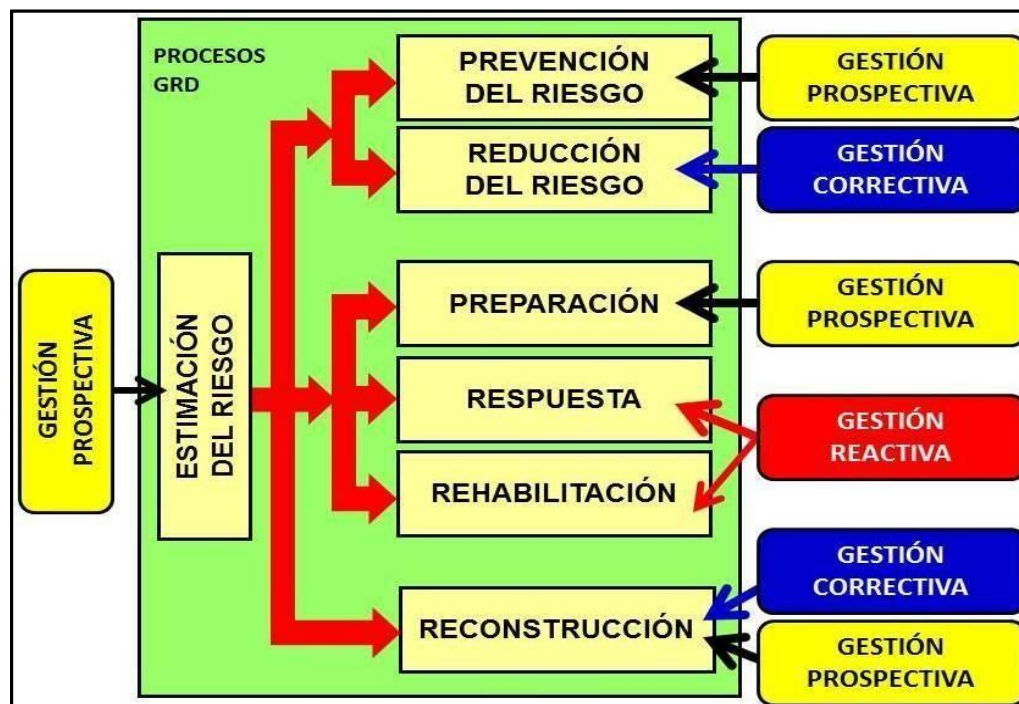 PROCESOS
GRD
GESTIÓN
PROSPECTIVA
ESTIMACIÓN
DEL RIESGO
PREVENCIÓN
DEL RIESGO
GESTIÓN
PROSPECTIVA
REDUCCIÓN
DEL RIESGO
GESTIÓN
CORRECTIVA
PREPARACIÓN
GESTIÓN
PROSPECTIVA
RESPUESTA
GESTIÓN
REACTIVA
REHABILITACIÓN
RECONSTRUCCIÓN
GESTIÓN
CORRECTIVA
GESTIÓN
PROSPECTIVA